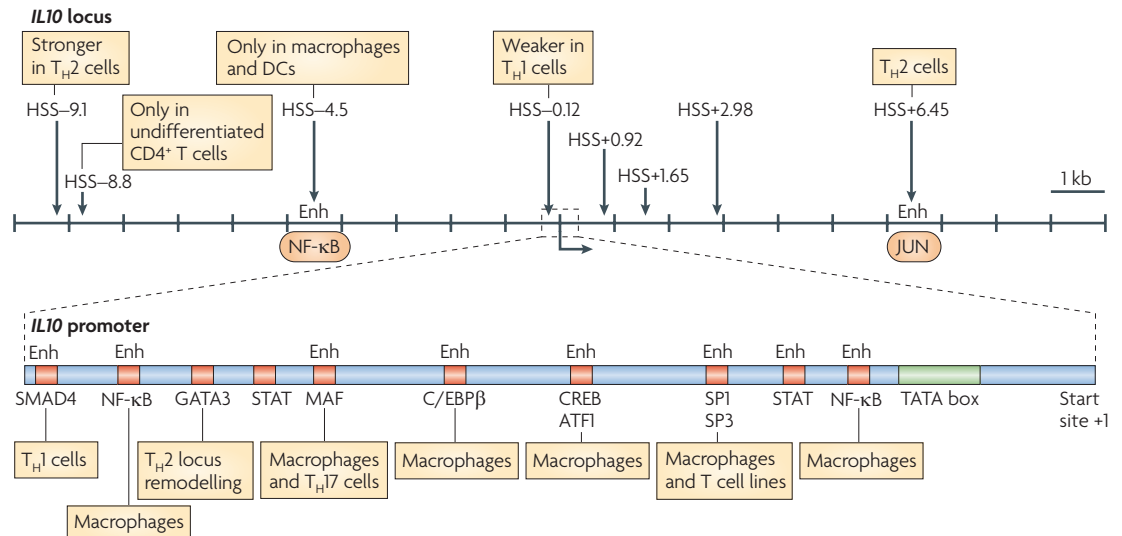 IL10 locus
Stronger
in TH2 cells
Only in macrophages
and DCs
Weaker in
TH1 cells
TH2 cells
HSS–9.1
Only in
undifferentiated
CD4+ T cells
HSS–4.5
HSS–0.12
HSS+2.98
HSS+6.45
HSS+0.92
HSS–8.8
HSS+1.65
1 kb
Enh
Enh
NF-κB
JUN
IL10 promoter
Enh
Enh
Enh
Enh
Enh
Enh
Enh
Enh
SMAD4
NF-κB
GATA3
STAT
MAF
C/EBPβ
CREB
ATF1
SP1
SP3
STAT
NF-κB
TATA box
Start
site +1
TH1 cells
TH2 locus
remodelling
Macrophages
and TH17 cells
Macrophages
Macrophages
Macrophages
and T cell lines
Macrophages
Macrophages